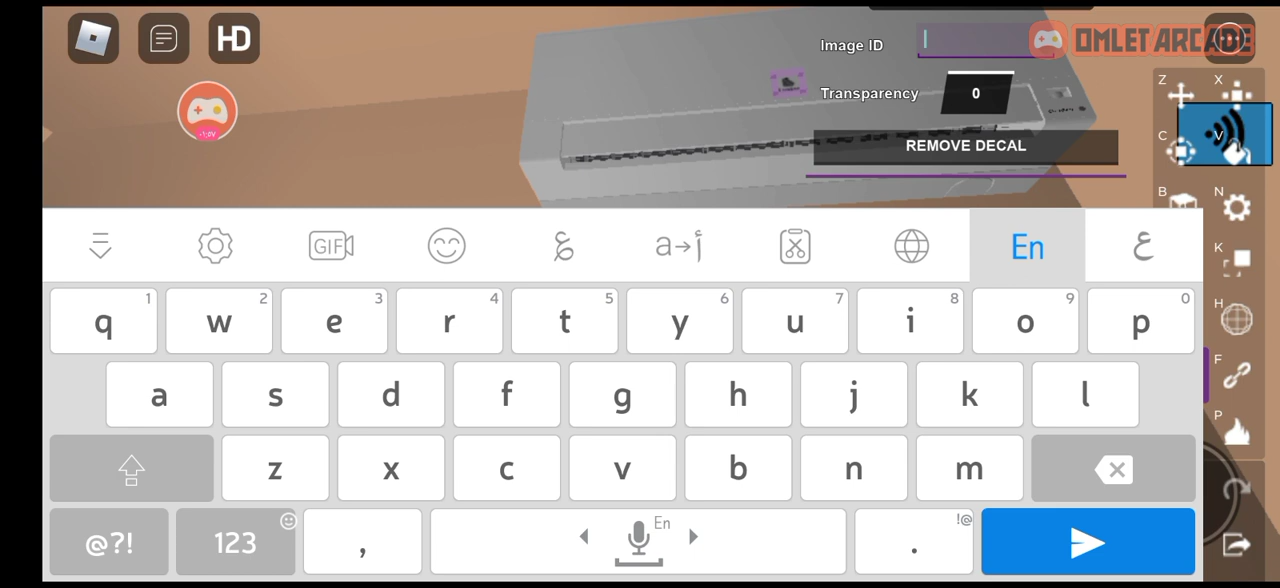 HD
Image ID
OMLET ARCADE
Transparency 0
REMOVE DECAL
Z X
C V
B N
K
H
F
P
GIF ع a→أ En ع
q 1 w 2 e 3 r 4 t 5 y 6 u 7 i 8 o 9 p 0
a s d f g h j k l
z x c v b n m
@?! 123 , En . !@